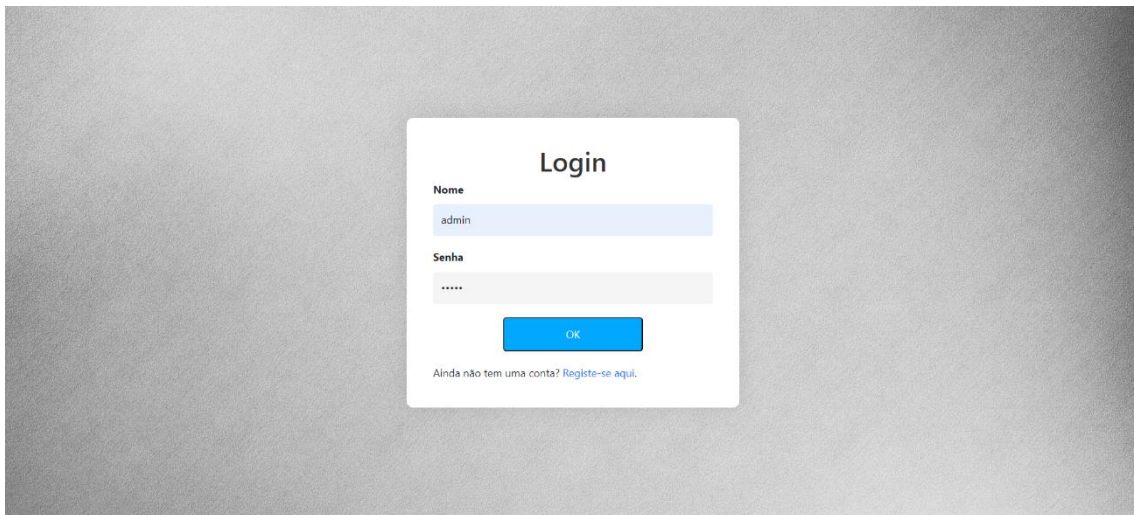 Login
Nome
admin
Senha
•••••
OK
Ainda não tem uma conta? Registe-se aqui.